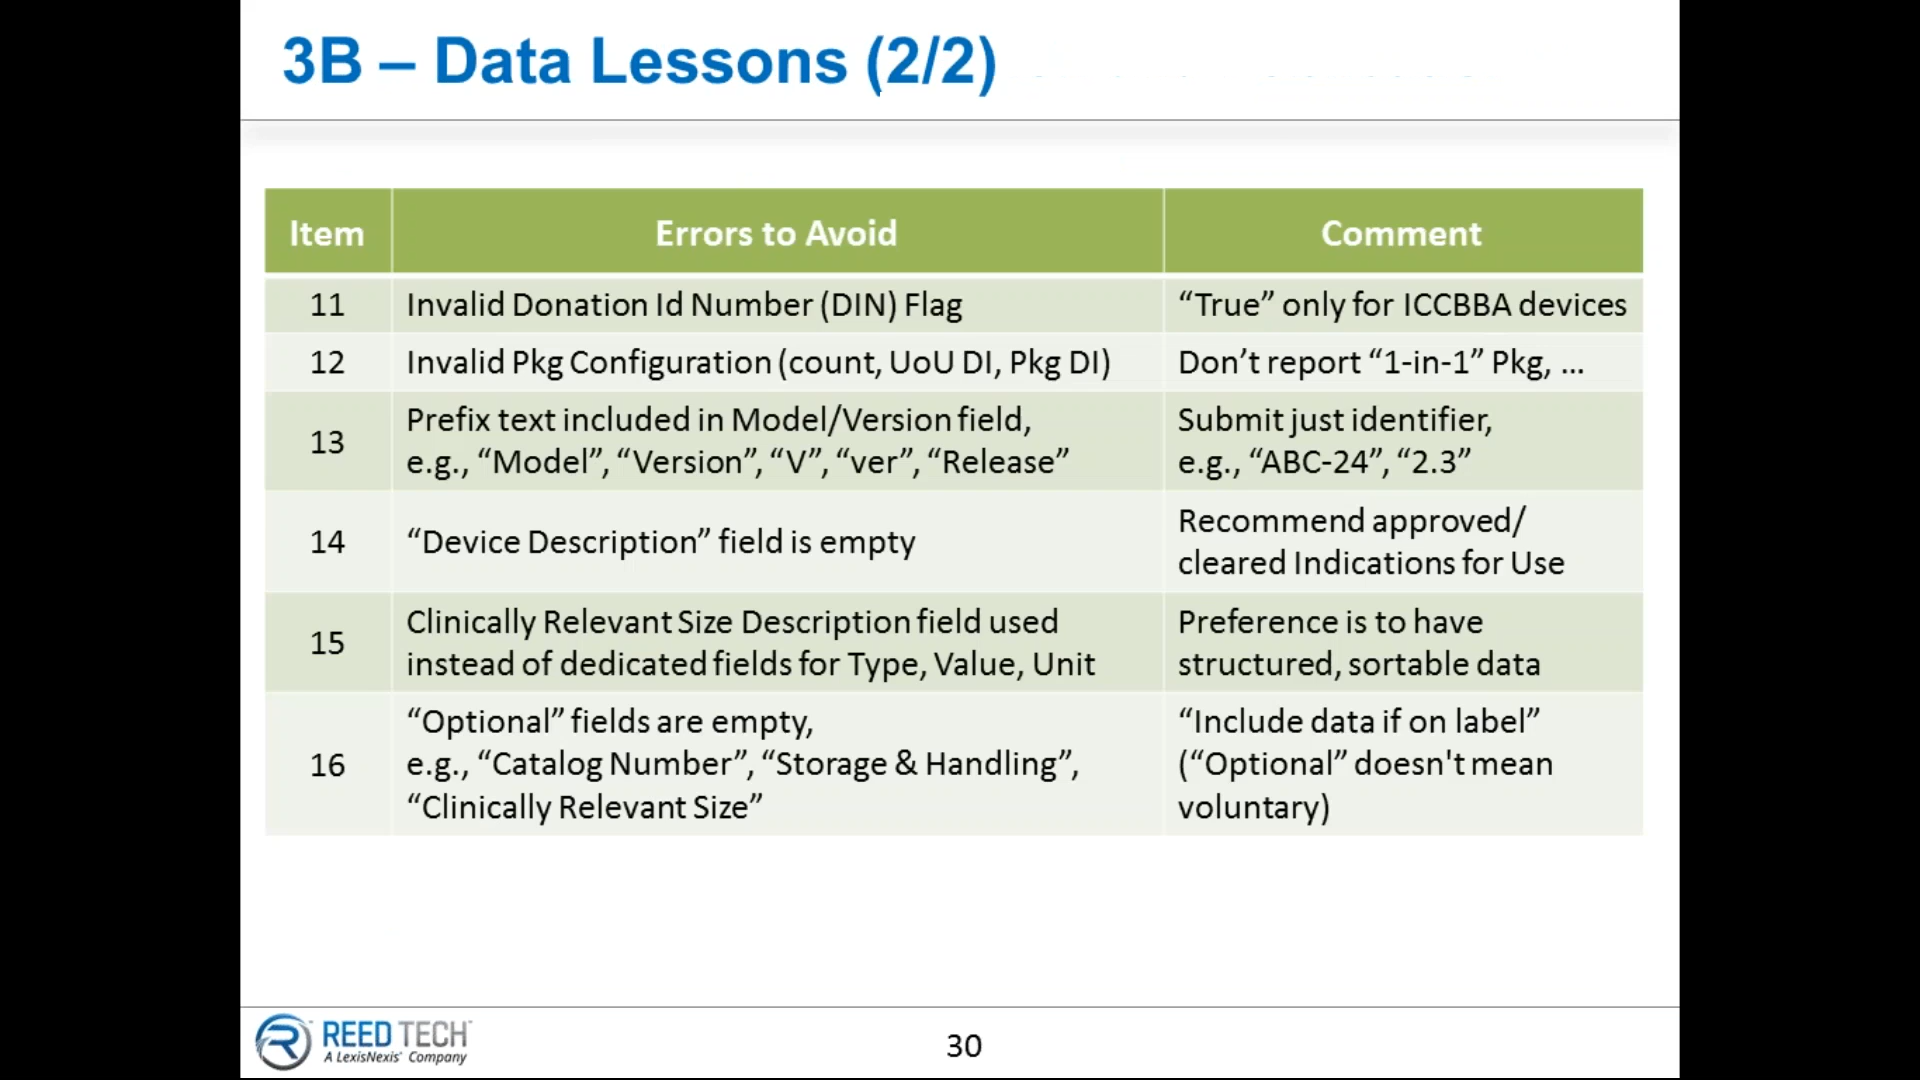 3B – Data Lessons (2/2)
Item
Errors to Avoid
Comment
11
Invalid Donation Id Number (DIN) Flag
“True” only for ICCBBA devices
12
Invalid Pkg Configuration (count, UoU DI, Pkg DI)
Don’t report “1-in-1” Pkg, ...
13
Prefix text included in Model/Version field,
e.g., “Model”, “Version”, “V”, “ver”, “Release”
Submit just identifier,
e.g., “ABC-24”, “2.3”
14
“Device Description” field is empty
Recommend approved/
cleared Indications for Use
15
Clinically Relevant Size Description field used
instead of dedicated fields for Type, Value, Unit
Preference is to have
structured, sortable data
16
“Optional” fields are empty,
e.g., “Catalog Number”, “Storage & Handling”,
“Clinically Relevant Size”
“Include data if on label”
(“Optional” doesn't mean
voluntary)
REED TECH
A LexisNexis® Company
30